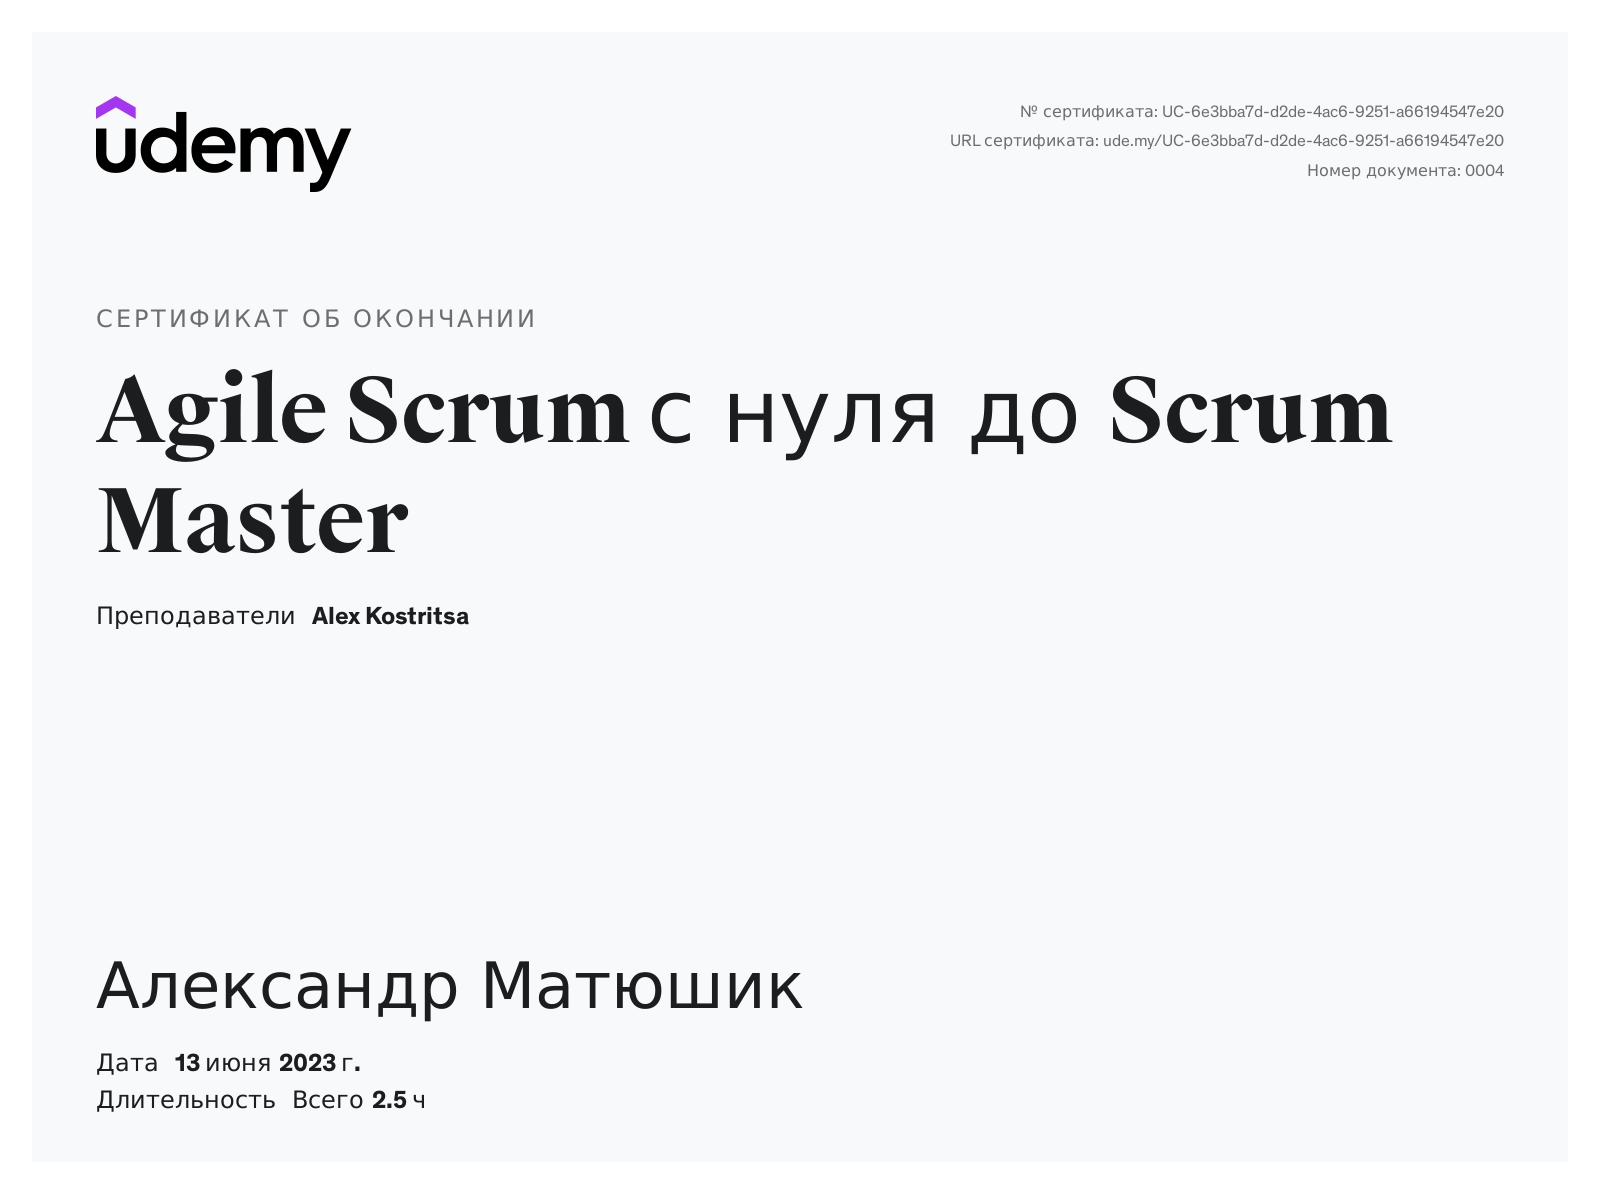 udemy
№ сертификата: UC-6e3bba7d-d2de-4ac6-9251-a66194547e20
URL сертификата: ude.my/UC-6e3bba7d-d2de-4ac6-9251-a66194547e20
Номер документа: 0004
СЕРТИФИКАТ ОБ ОКОНЧАНИИ
Agile Scrum с нуля до Scrum
Master
Преподаватели Alex Kostritsa
Александр Матюшик
Дата 13 июня 2023 г.
Длительность Всего 2.5 ч